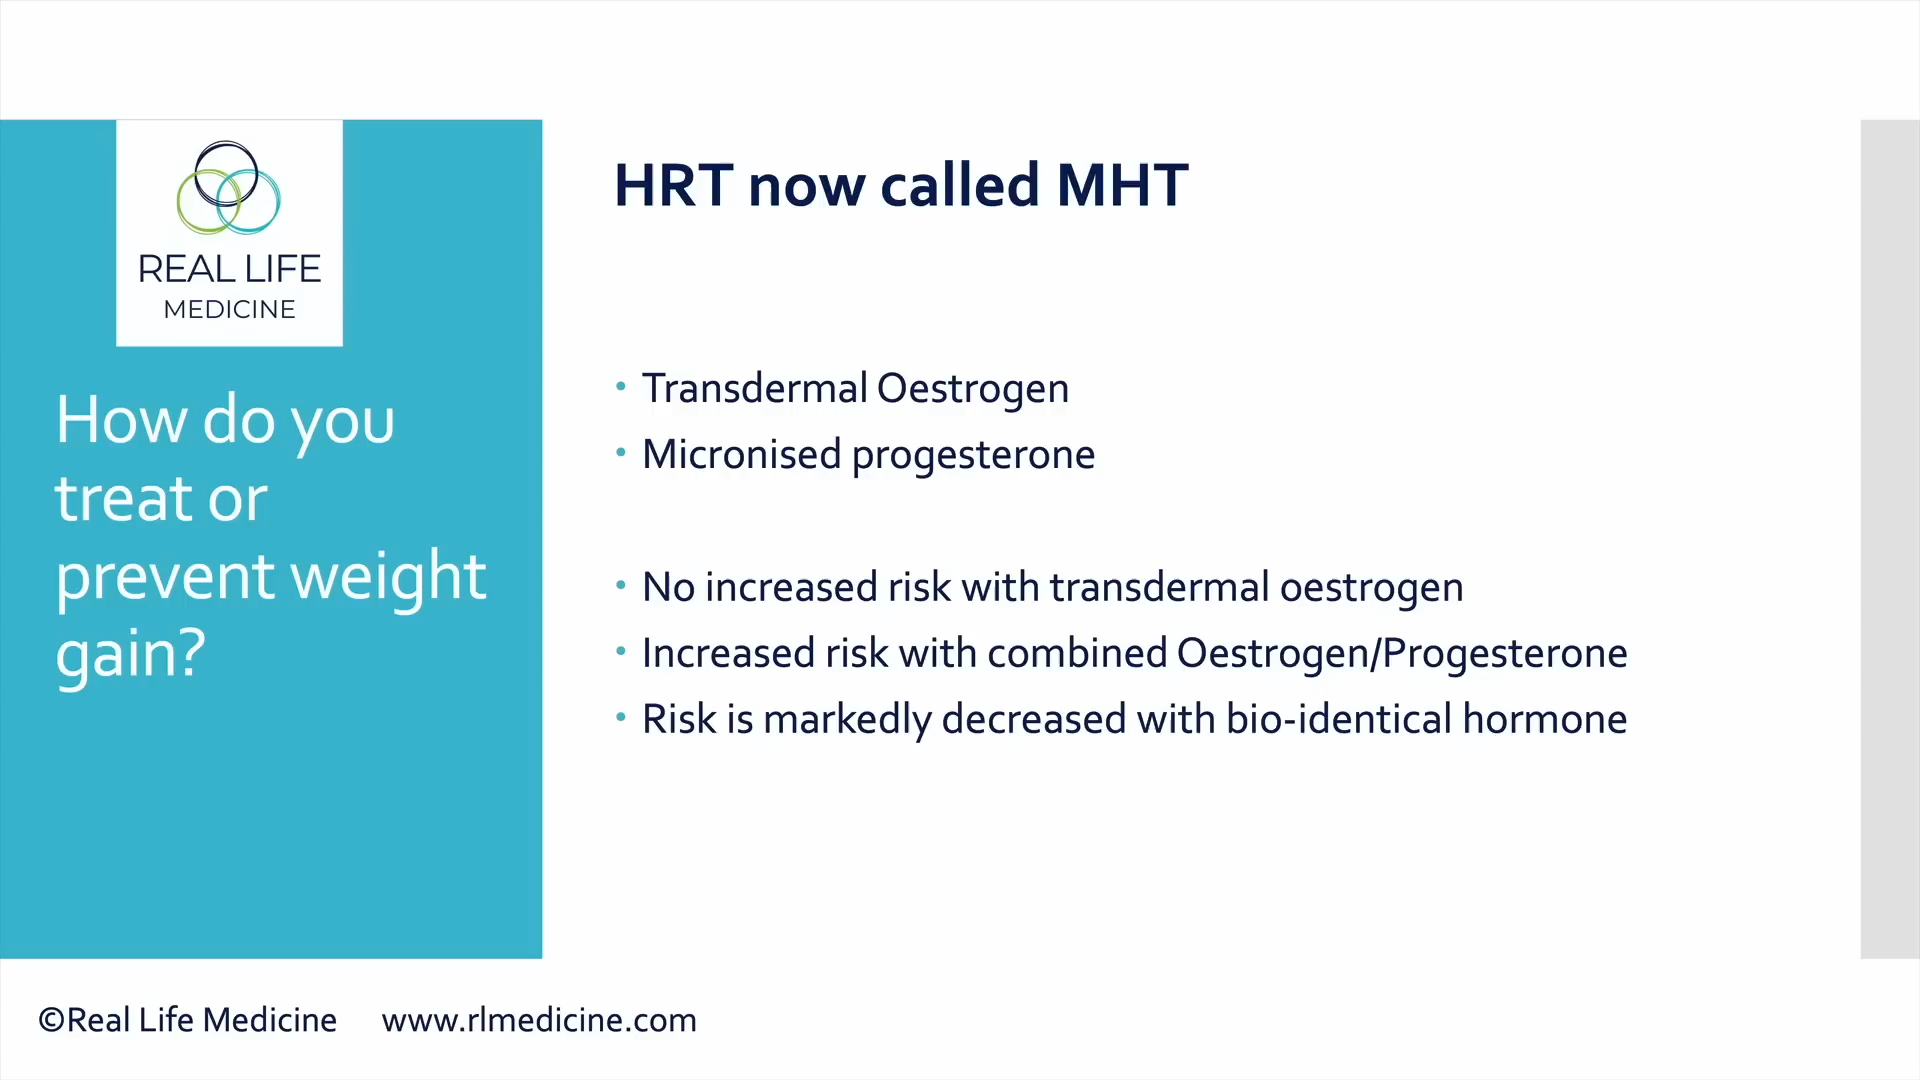 REAL LIFE
MEDICINE
How do you
treat or
prevent weight
gain?
HRT now called MHT
• Transdermal Oestrogen
• Micronised progesterone
• No increased risk with transdermal oestrogen
• Increased risk with combined Oestrogen/Progesterone
• Risk is markedly decreased with bio-identical hormone
©Real Life Medicine www.rlmedicine.com